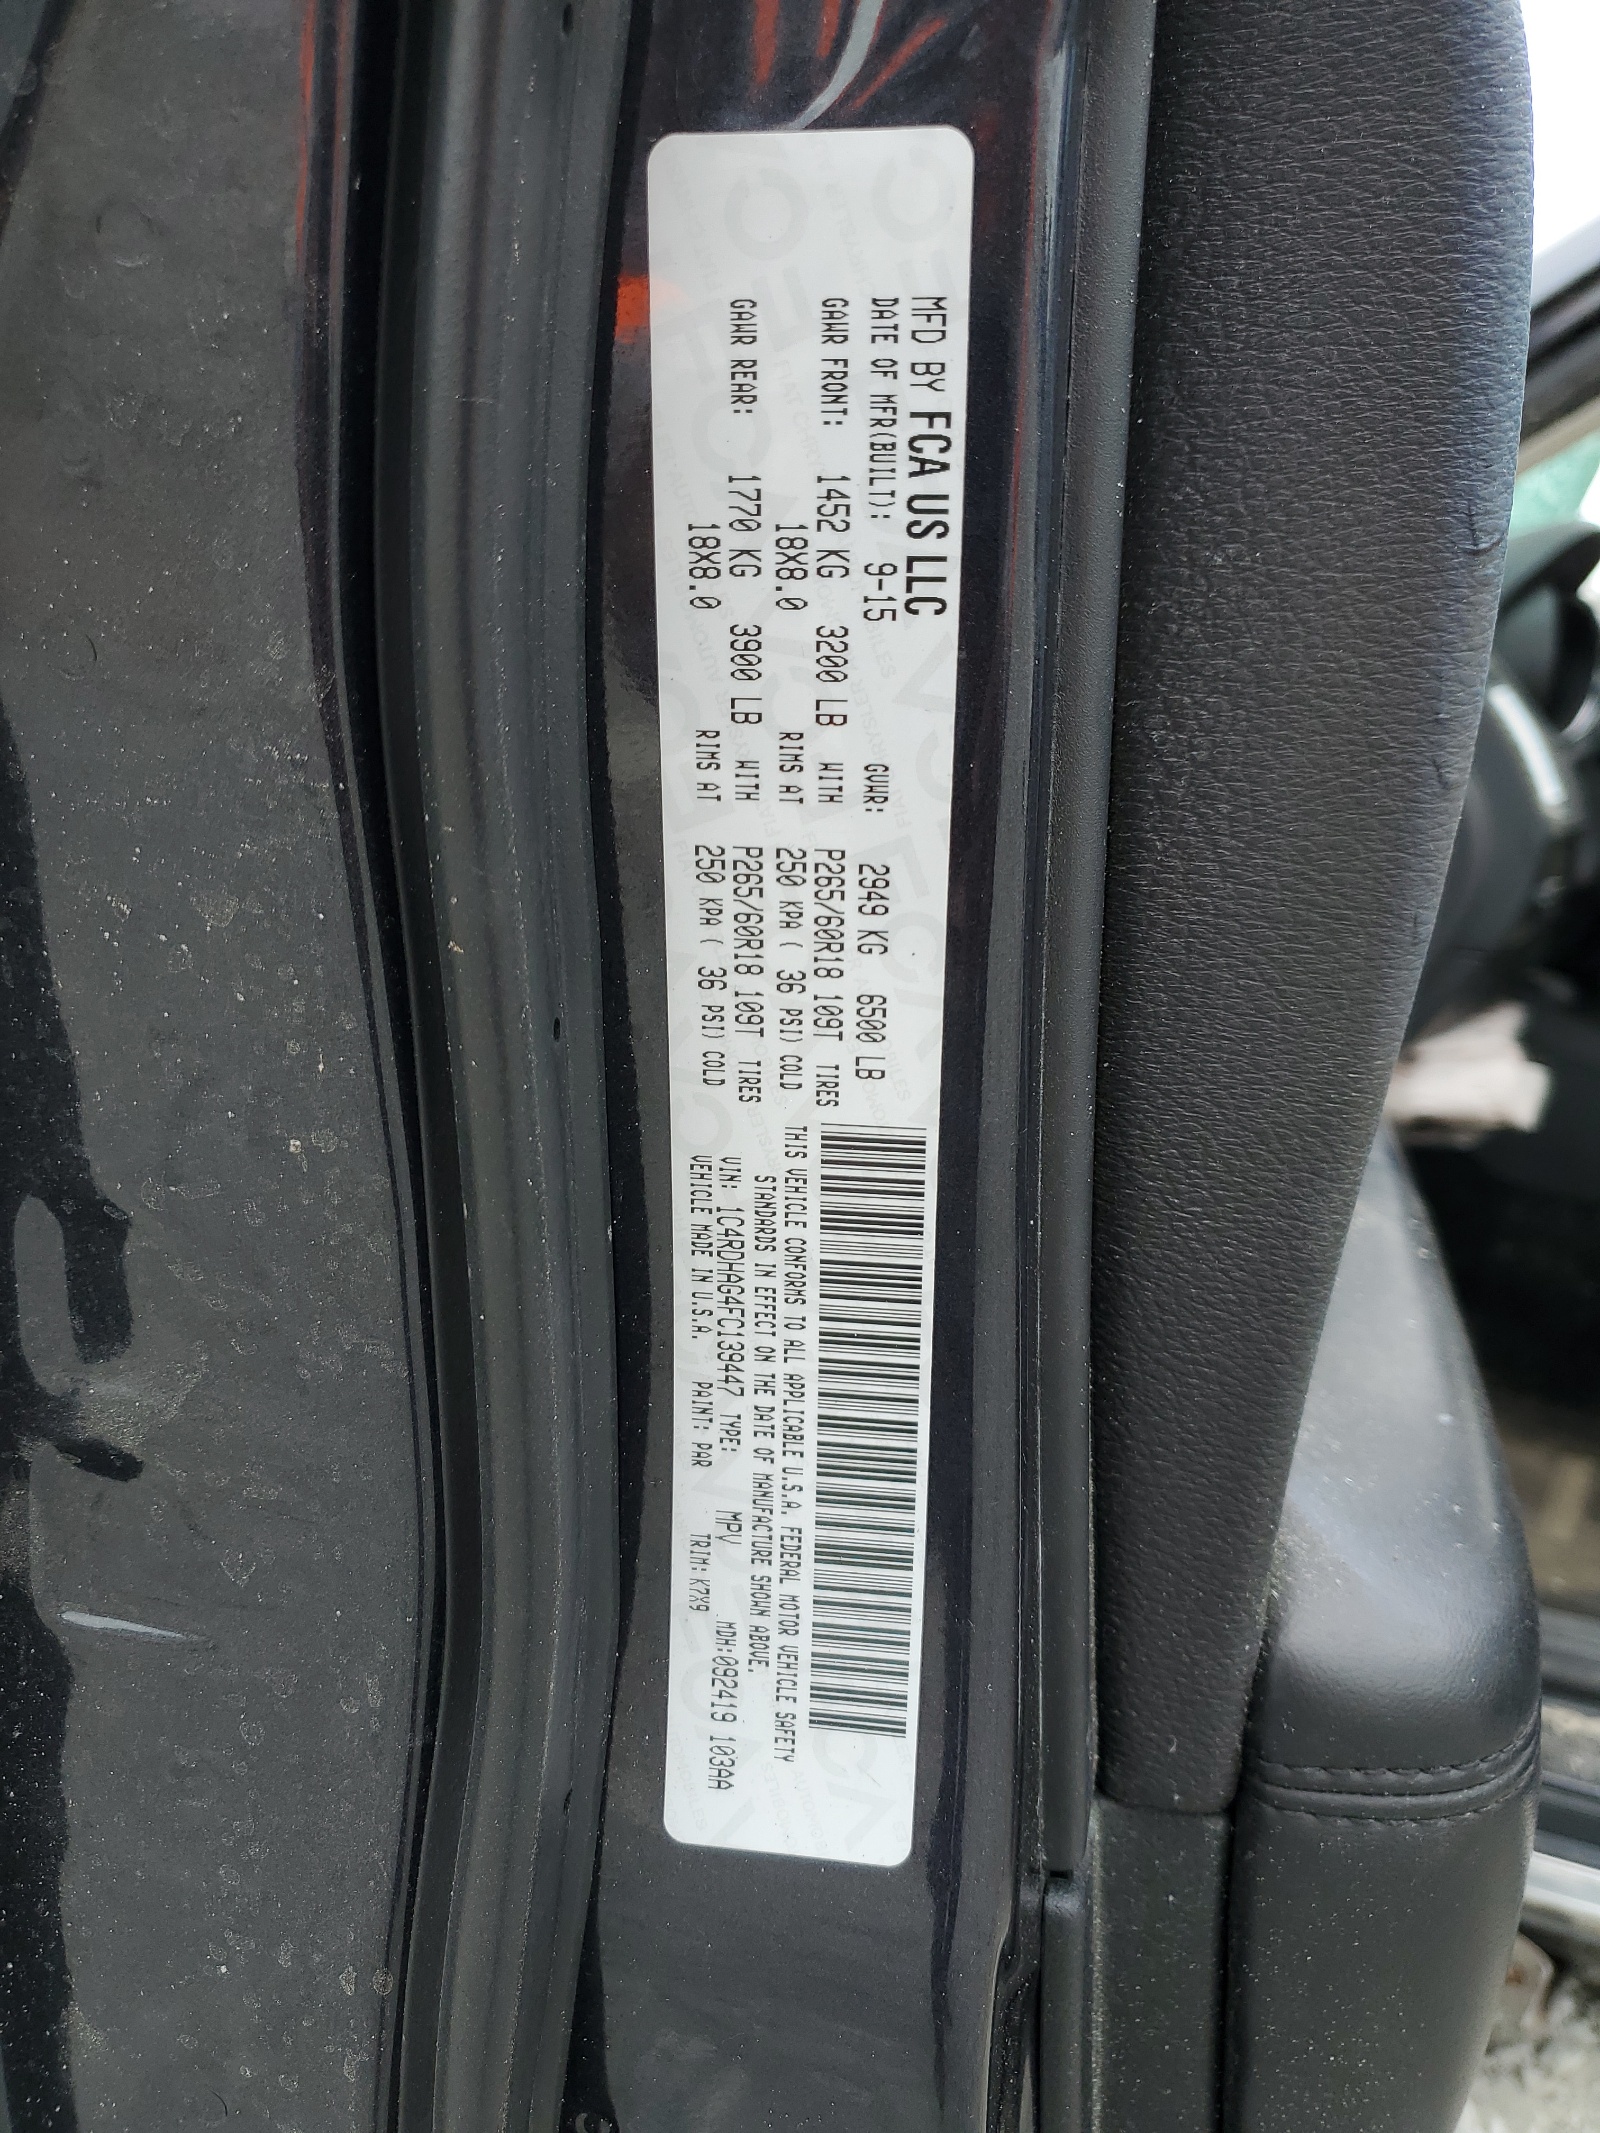 MFD BY FCA US LLC
DATE OF MFR(BUILT): 9-15 GVWR: 2949 KG 6500 LB
GAWR FRONT: 1452 KG 3200 LB WITH P265/60R18 109T TIRES
18X8.0 RIMS AT 250 KPA ( 36 PSI) COLD
GAWR REAR: 1770 KG 3900 LB WITH P265/60R18 109T TIRES
18X8.0 RIMS AT 250 KPA ( 36 PSI) COLD
THIS VEHICLE CONFORMS TO ALL APPLICABLE U.S.A. FEDERAL MOTOR VEHICLE SAFETY
STANDARDS IN EFFECT ON THE DATE OF MANUFACTURE SHOWN ABOVE.
VIN: 1C4RDHAG4FC139447 TYPE: MPV MDH:092419 103AA
VEHICLE MADE IN U.S.A. PAINT: PAR TRIM: K7X9